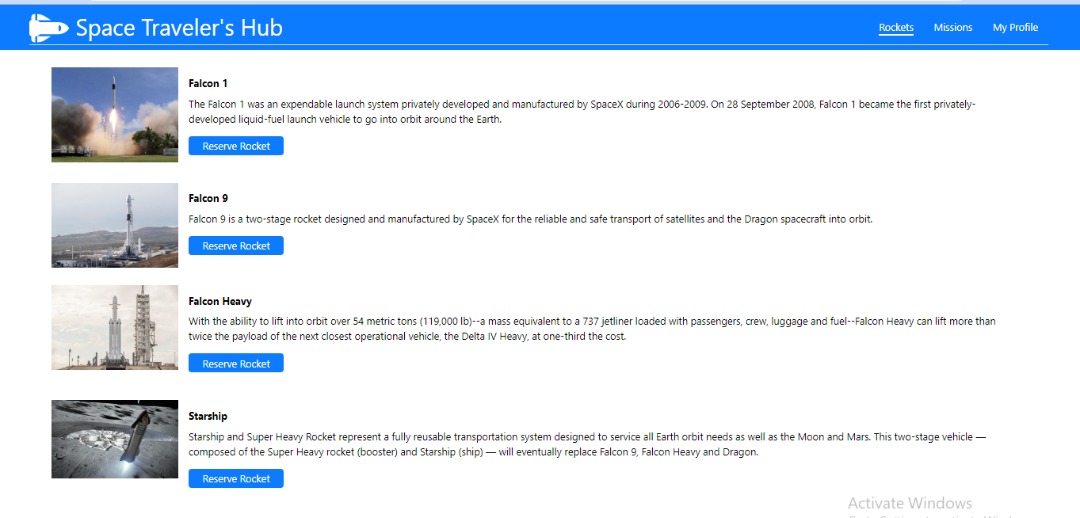 Space Traveler's Hub
Rockets Missions My Profile
Falcon 1
The Falcon 1 was an expendable launch system privately developed and manufactured by SpaceX during 2006-2009. On 28 September 2008, Falcon 1 became the first privately-
developed liquid-fuel launch vehicle to go into orbit around the Earth.
Reserve Rocket
Falcon 9
Falcon 9 is a two-stage rocket designed and manufactured by SpaceX for the reliable and safe transport of satellites and the Dragon spacecraft into orbit.
Reserve Rocket
Falcon Heavy
With the ability to lift into orbit over 54 metric tons (119,000 lb)--a mass equivalent to a 737 jetliner loaded with passengers, crew, luggage and fuel--Falcon Heavy can lift more than
twice the payload of the next closest operational vehicle, the Delta IV Heavy, at one-third the cost.
Reserve Rocket
Starship
Starship and Super Heavy Rocket represent a fully reusable transportation system designed to service all Earth orbit needs as well as the Moon and Mars. This two-stage vehicle —
composed of the Super Heavy rocket (booster) and Starship (ship) — will eventually replace Falcon 9, Falcon Heavy and Dragon.
Reserve Rocket
Activate Windows